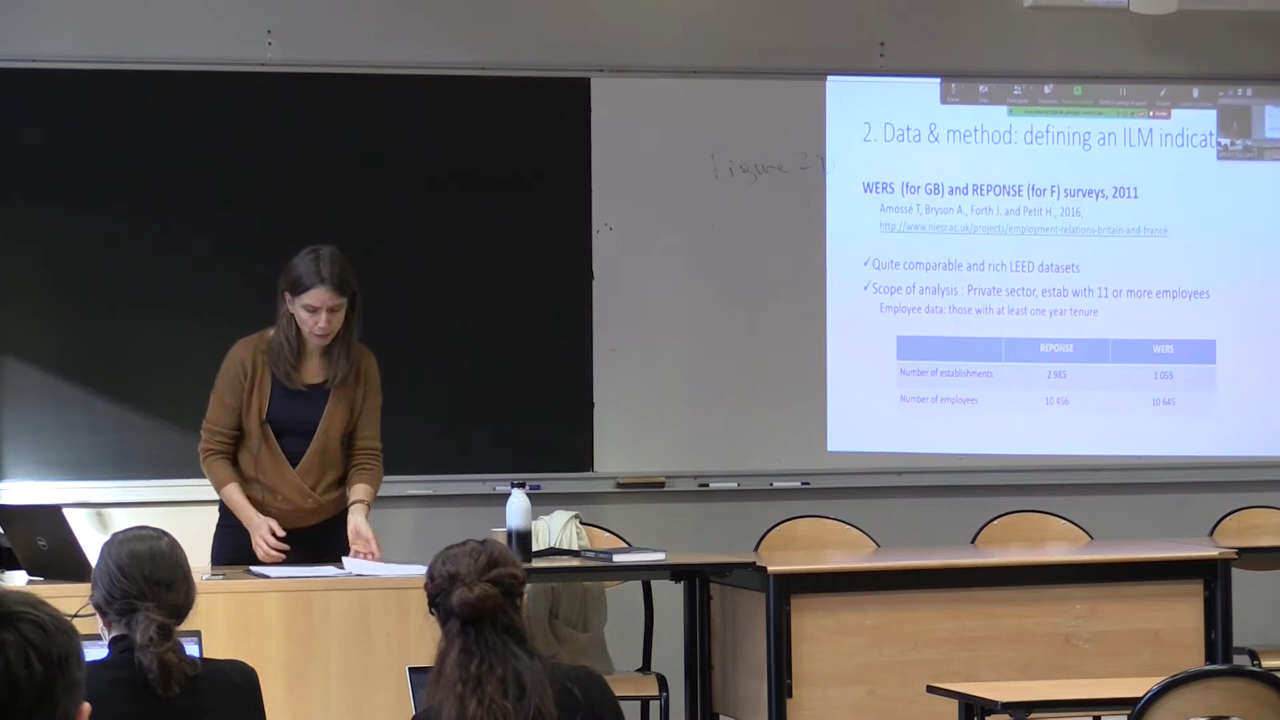 2. Data & method: defining an ILM indicat
Figure 2
WERS (for GB) and REPONSE (for F) surveys, 2011
Amossé T, Bryson A., Forth J. and Petit H., 2016,
http://www.niesr.ac.uk/projects/employment-relations-britain-and-france
✓Quite comparable and rich LEED datasets
✓Scope of analysis : Private sector, estab with 11 or more employees
Employee data: those with at least one year tenure
REPONSE WERS
Number of establishments 2 985 1 055
Number of employees 10 456 10 645
DELL